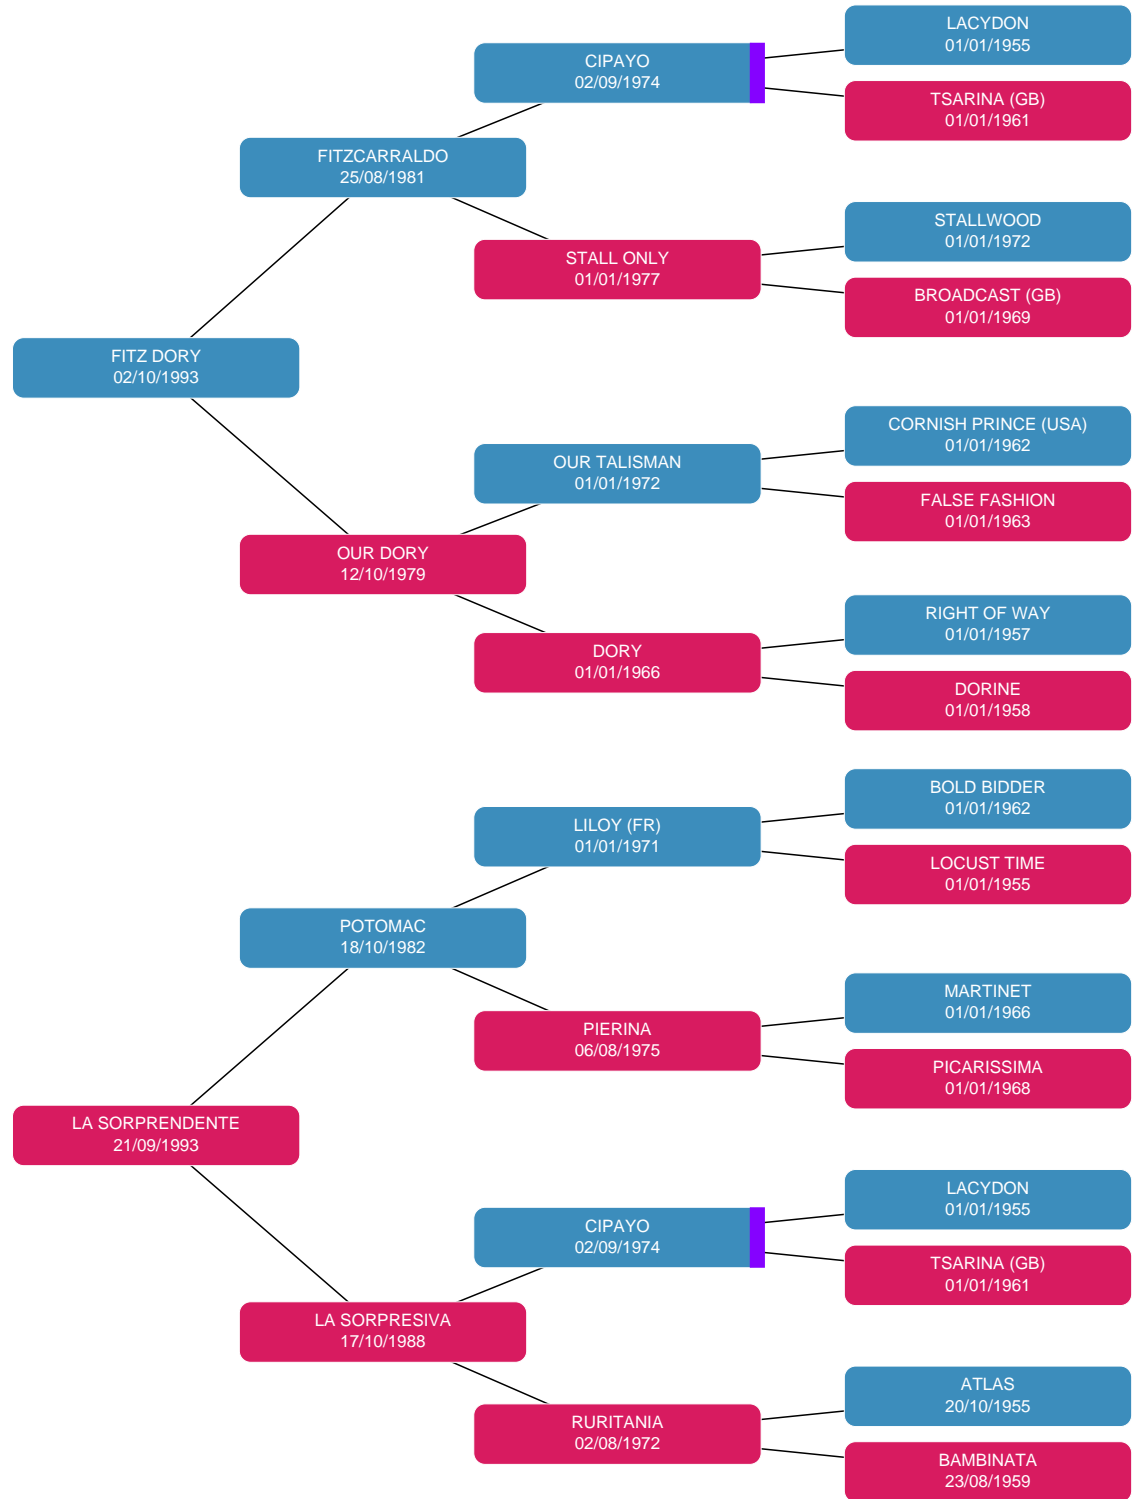 LACYDON
01/01/1955
CIPAYO
02/09/1974
TSARINA (GB)
01/01/1961
FITZCARRALDO
25/08/1981
STALLWOOD
01/01/1972
STALL ONLY
01/01/1977
BROADCAST (GB)
01/01/1969
FITZ DORY
02/10/1993
CORNISH PRINCE (USA)
01/01/1962
OUR TALISMAN
01/01/1972
FALSE FASHION
01/01/1963
OUR DORY
12/10/1979
RIGHT OF WAY
01/01/1957
DORY
01/01/1966
DORINE
01/01/1958
BOLD BIDDER
01/01/1962
LILOY (FR)
01/01/1971
LOCUST TIME
01/01/1955
POTOMAC
18/10/1982
MARTINET
01/01/1966
PIERINA
06/08/1975
PICARISSIMA
01/01/1968
LA SORPRENDENTE
21/09/1993
LACYDON
01/01/1955
CIPAYO
02/09/1974
TSARINA (GB)
01/01/1961
LA SORPRESIVA
17/10/1988
ATLAS
20/10/1955
RURITANIA
02/08/1972
BAMBINATA
23/08/1959